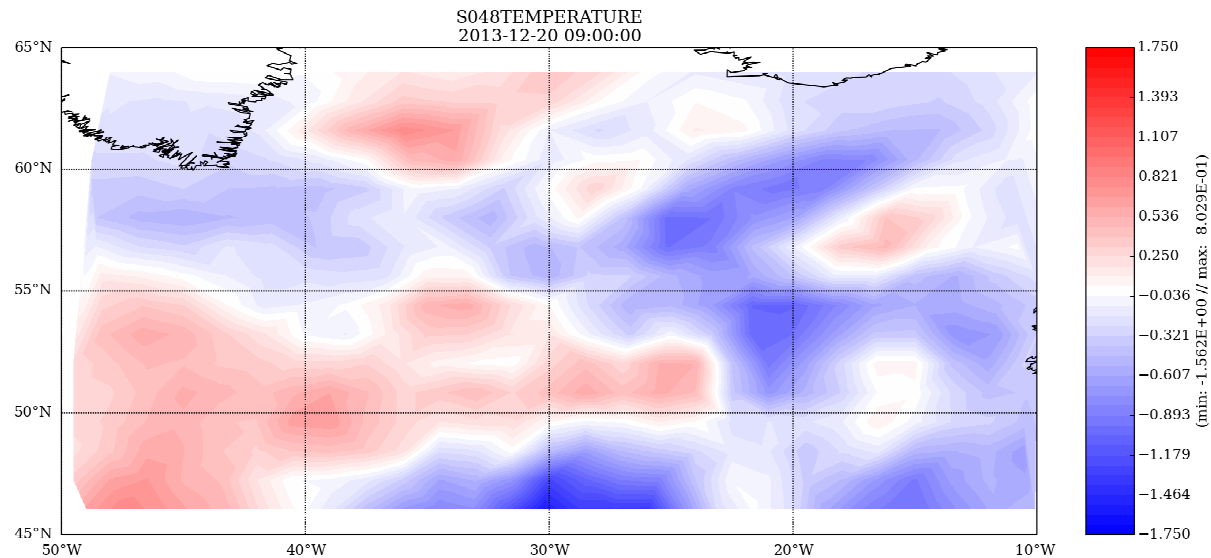 S048TEMPERATURE
2013-12-20 09:00:00
65°N
60°N
55°N
50°N
45°N
50°W
40°W
30°W
20°W
10°W
1.750
1.393
1.107
0.821
0.536
0.250
−0.036
−0.321
−0.607
−0.893
−1.179
−1.464
−1.750
(min: -1.562E+00 // max:  8.029E-01)